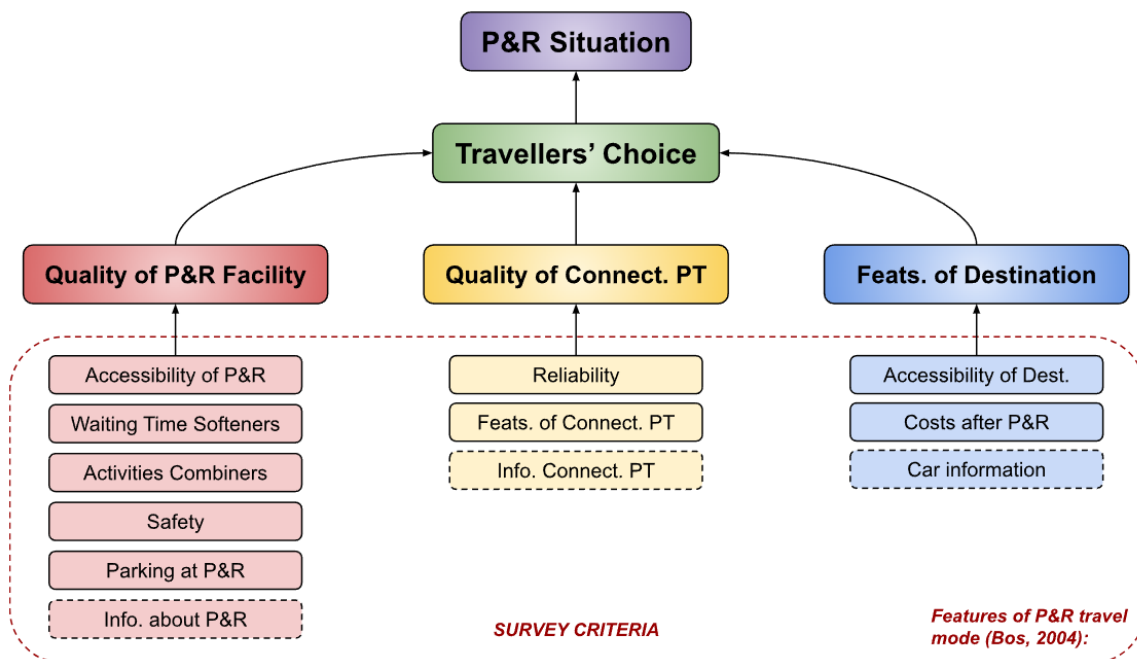 P&R Situation
Travellers’ Choice
Quality of P&R Facility
Quality of Connect. PT
Feats. of Destination
Accessibility of P&R
Waiting Time Softeners
Activities Combiners
Safety
Parking at P&R
Info. about P&R
Reliability
Feats. of Connect. PT
Info. Connect. PT
Accessibility of Dest.
Costs after P&R
Car information
SURVEY CRITERIA
Features of P&R travel
mode (Bos, 2004):